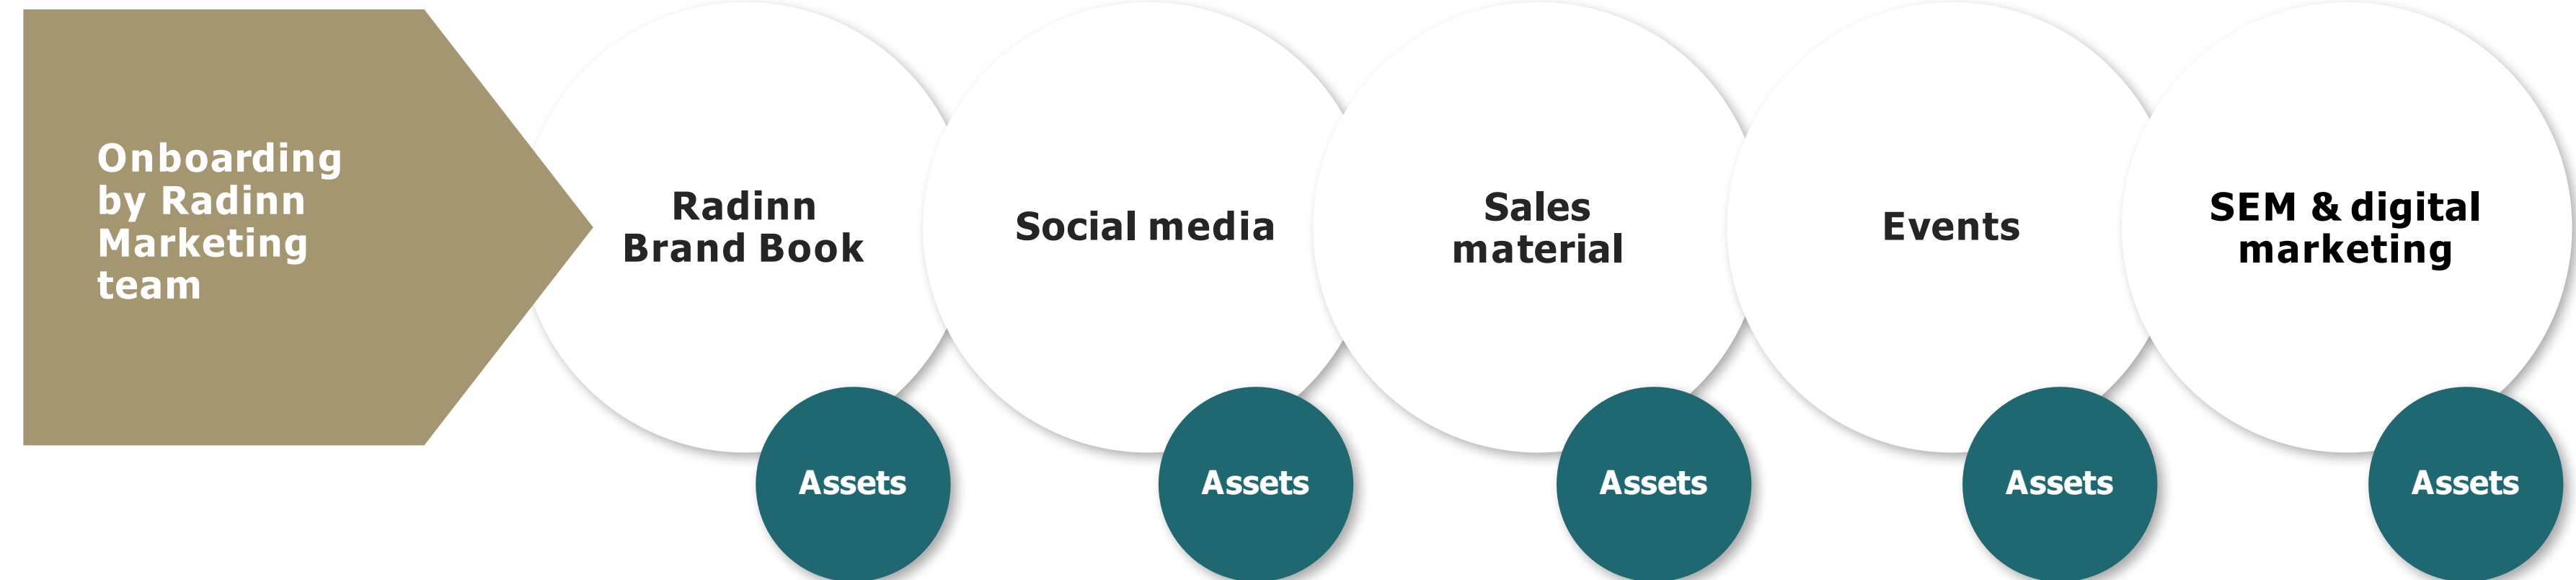 Onboarding
by Radinn
Marketing
team
Radinn
Brand Book
Social media
Sales
material
Events
SEM & digital
marketing
Assets
Assets
Assets
Assets
Assets